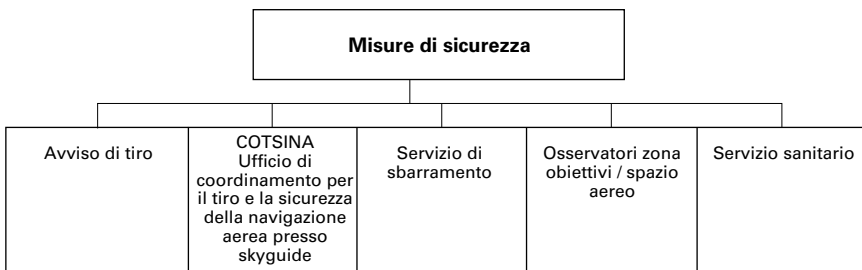 Misure di sicurezza
Avviso di tiro
COTSINA
Ufficio di
coordinamento per
il tiro e la sicurezza
della navigazione
aerea presso
skyguide
Servizio di
sbarramento
Osservatori zona
obiettivi / spazio
aereo
Servizio sanitario